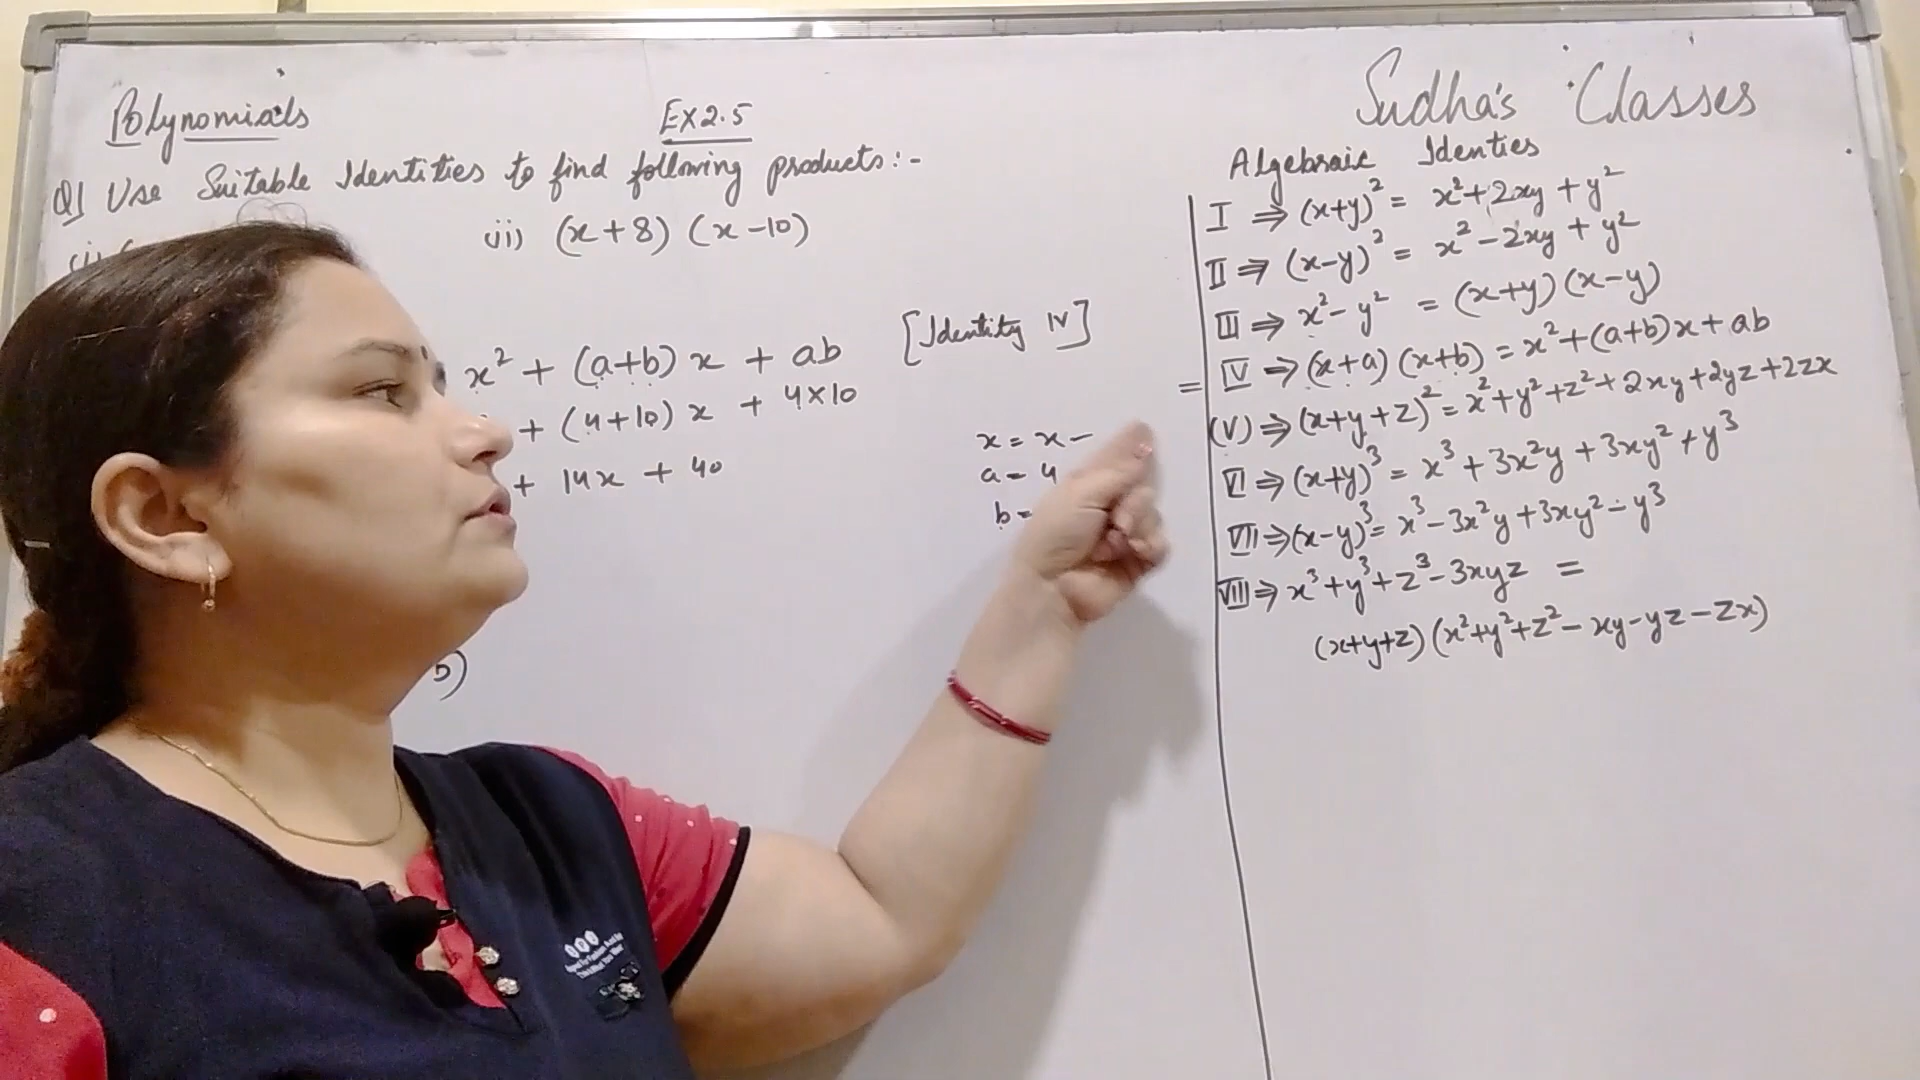 Polynomials
EX2.5
Q1 Use Suitable Identities to find following products:-
(i) (
(ii) (x+8) (x-10)
x² + (a+b) x + ab [Identity IV]
+ (4+10) x + 4×10
+ 14x + 40
x = x -
a = 4
b =
)
Sudha's Classes
Algebraic Identies
I ⇒ (x+y)² = x²+2xy+y²
II ⇒ (x-y)² = x²-2xy+y²
III ⇒ x²-y² = (x+y)(x-y)
= IV ⇒ (x+a)(x+b) = x²+(a+b)x+ab
(V) ⇒ (x+y+z)² = x²+y²+z²+2xy+2yz+2zx
VI ⇒ (x+y)³ = x³+3x²y+3xy²+y³
VII ⇒ (x-y)³ = x³-3x²y+3xy²-y³
VIII ⇒ x³+y³+z³-3xyz =
(x+y+z)(x²+y²+z²-xy-yz-zx)